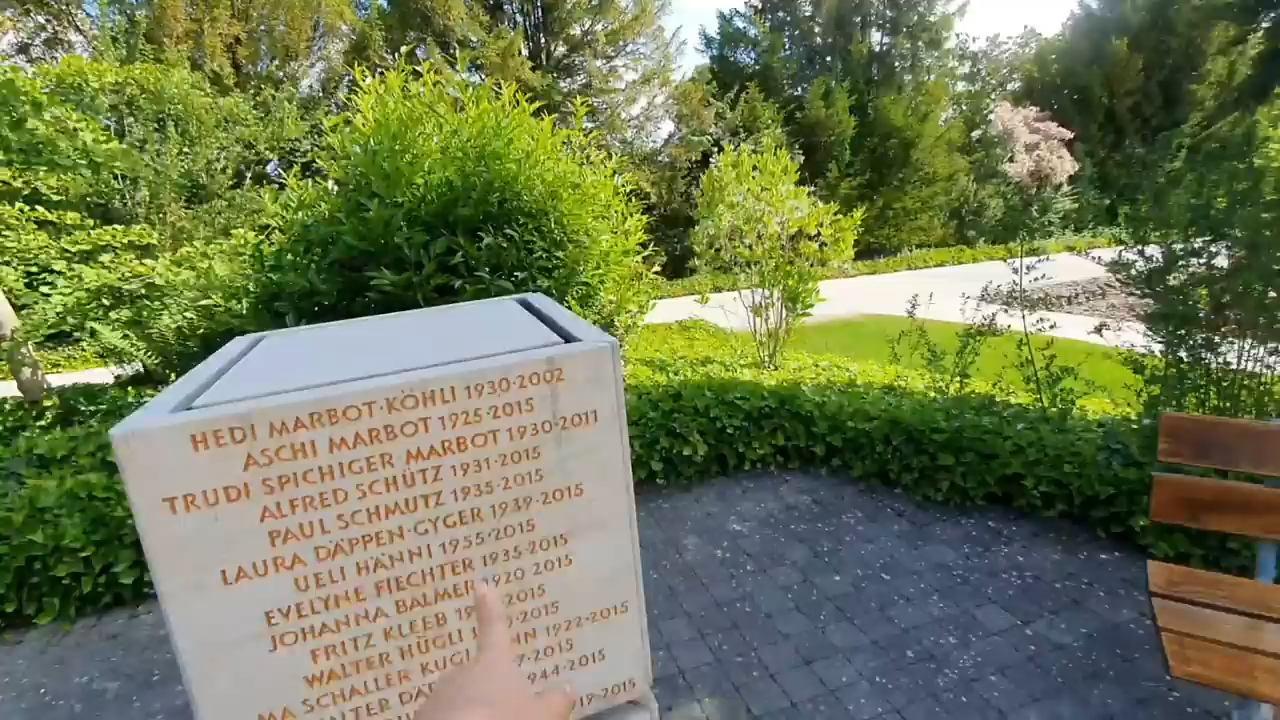 HEDI MARBOT·KÖHLI 1930·2002
ASCHI MARBOT 1925·2015
TRUDI SPICHIGER MARBOT 1930·2011
ALFRED SCHÜTZ 1931·2015
PAUL SCHMUTZ 1935·2015
LAURA DÄPPEN·GYGER 1939·2015
UELI HÄNNI 1955·2015
EVELYNE FIECHTER 1935·2015
JOHANNA BALMER 1920 2015
FRITZ KLEEB 2015
WALTER HÜGLI 2015
SCHALLER 1922·2015
2015
2015
2015